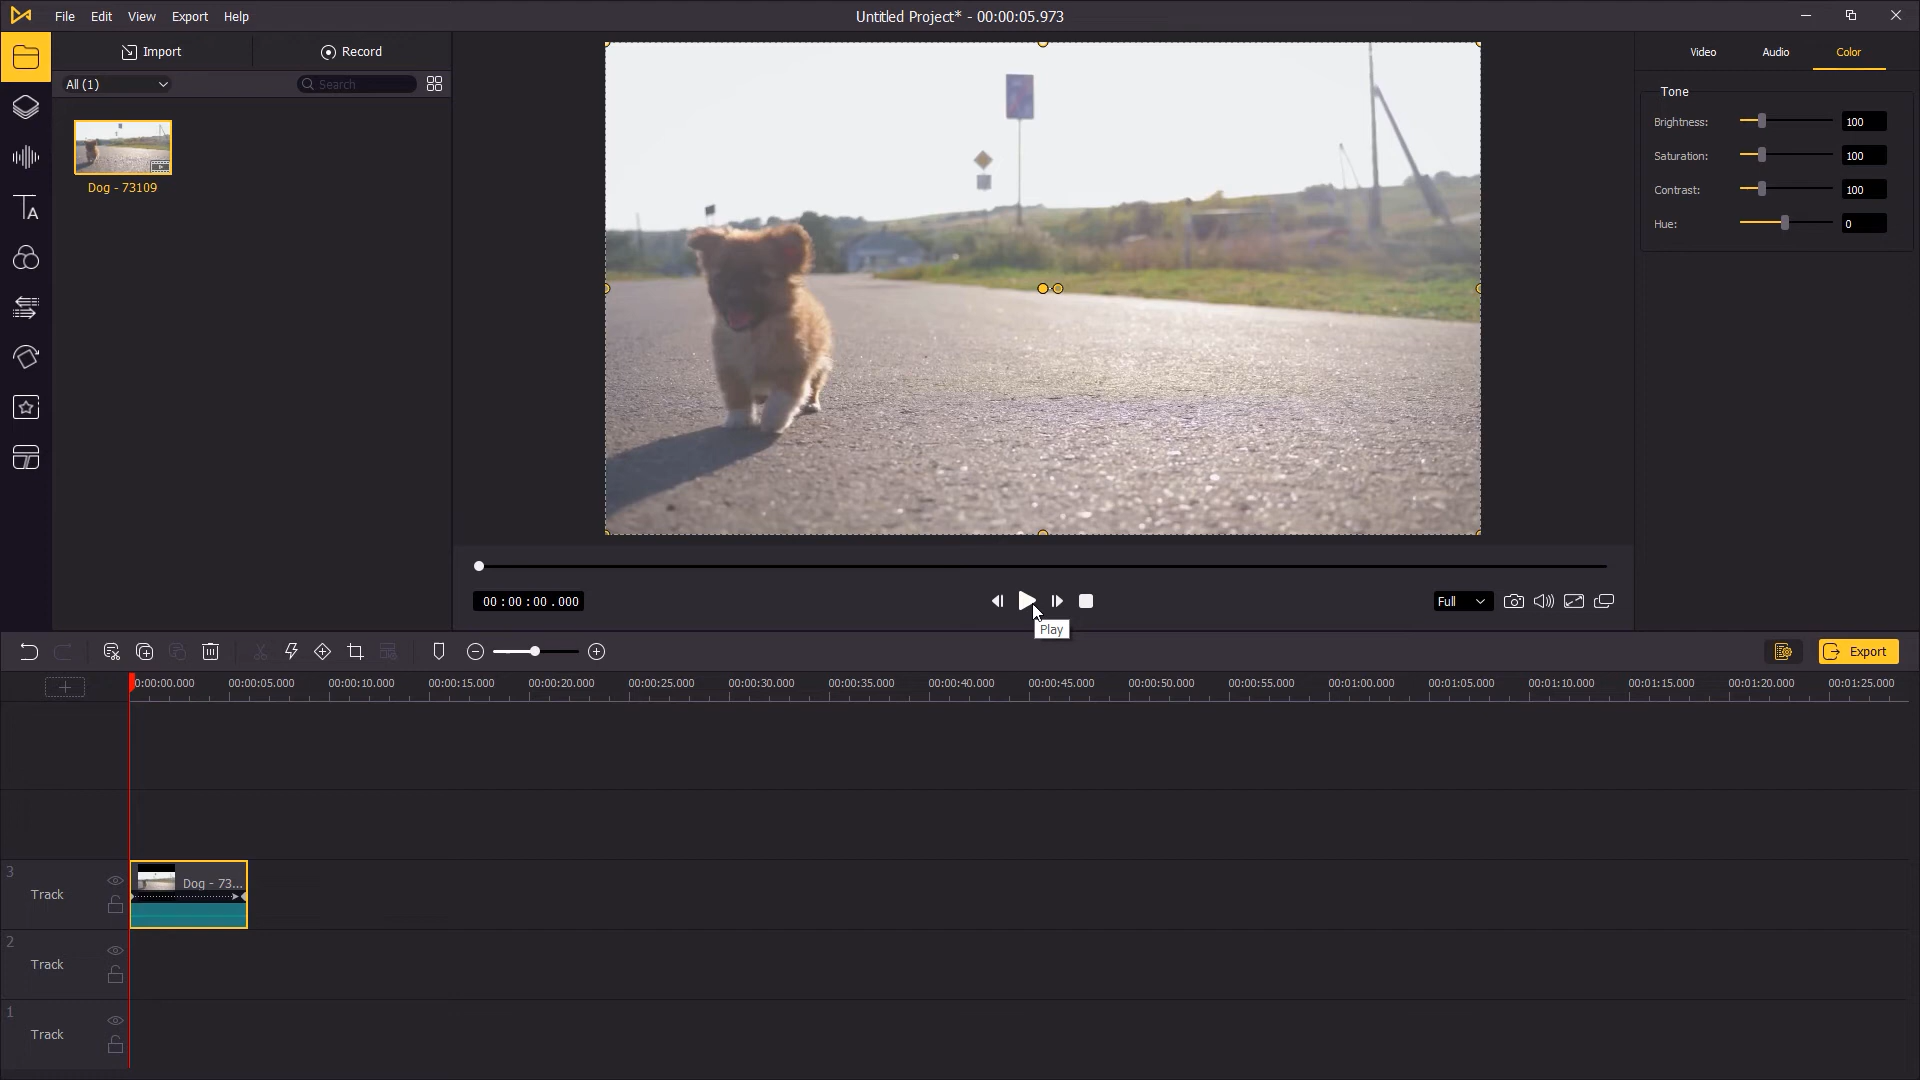 File Edit View Export Help
Untitled Project* - 00:00:05.973
Import
Record
Video Audio Color
All (1)
Search
Tone
Brightness: 100
Saturation: 100
Contrast: 100
Hue: 0
Dog - 73109
00:00:00.000
Full
Play
Export
0:00:00.000 00:00:05.000 00:00:10.000 00:00:15.000 00:00:20.000 00:00:25.000 00:00:30.000 00:00:35.000 00:00:40.000 00:00:45.000 00:00:50.000 00:00:55.000 00:01:00.000 00:01:05.000 00:01:10.000 00:01:15.000 00:01:20.000 00:01:25.000
3
Track
Dog - 73...
2
Track
1
Track